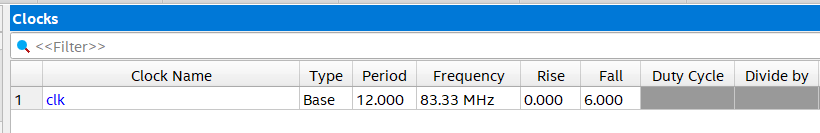 Clocks
<<Filter>>
Clock Name Type Period Frequency Rise Fall Duty Cycle Divide by
1 clk Base 12.000 83.33 MHz 0.000 6.000